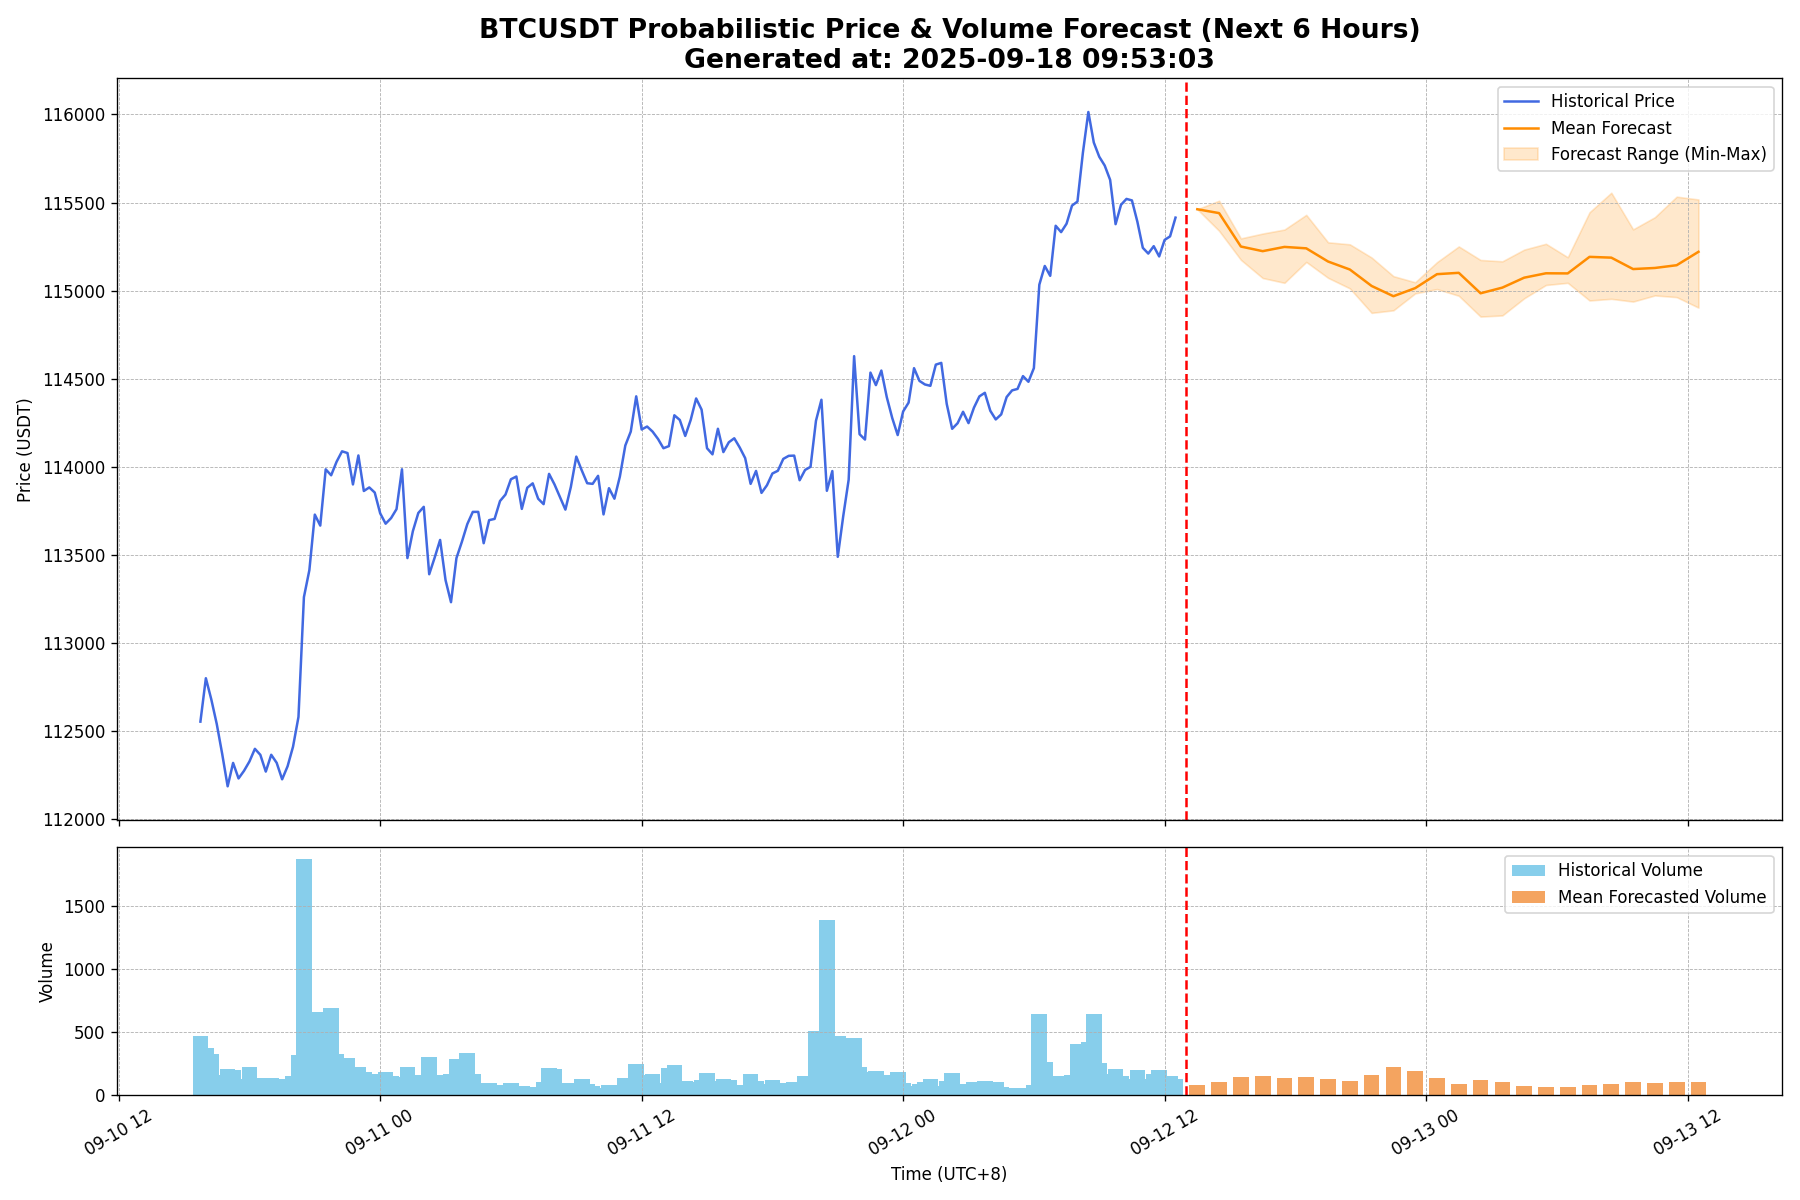 BTCUSDT Probabilistic Price & Volume Forecast (Next 6 Hours)
Generated at: 2025-09-18 09:53:03
Historical Price
Mean Forecast
Forecast Range (Min-Max)
116000
115500
115000
114500
114000
113500
113000
112500
112000
Price (USDT)
Historical Volume
Mean Forecasted Volume
1500
1000
500
0
Volume
09-10 12
09-11 00
09-11 12
09-12 00
09-12 12
09-13 00
09-13 12
Time (UTC+8)